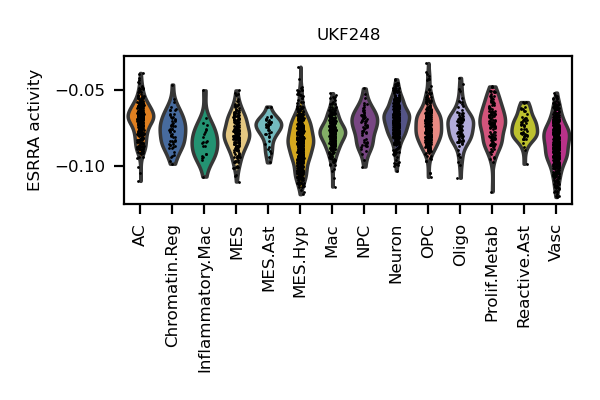 UKF248
ESRRA activity
−0.05
−0.10
AC
Chromatin.Reg
Inflammatory.Mac
MES
MES.Ast
MES.Hyp
Mac
NPC
Neuron
OPC
Oligo
Prolif.Metab
Reactive.Ast
Vasc